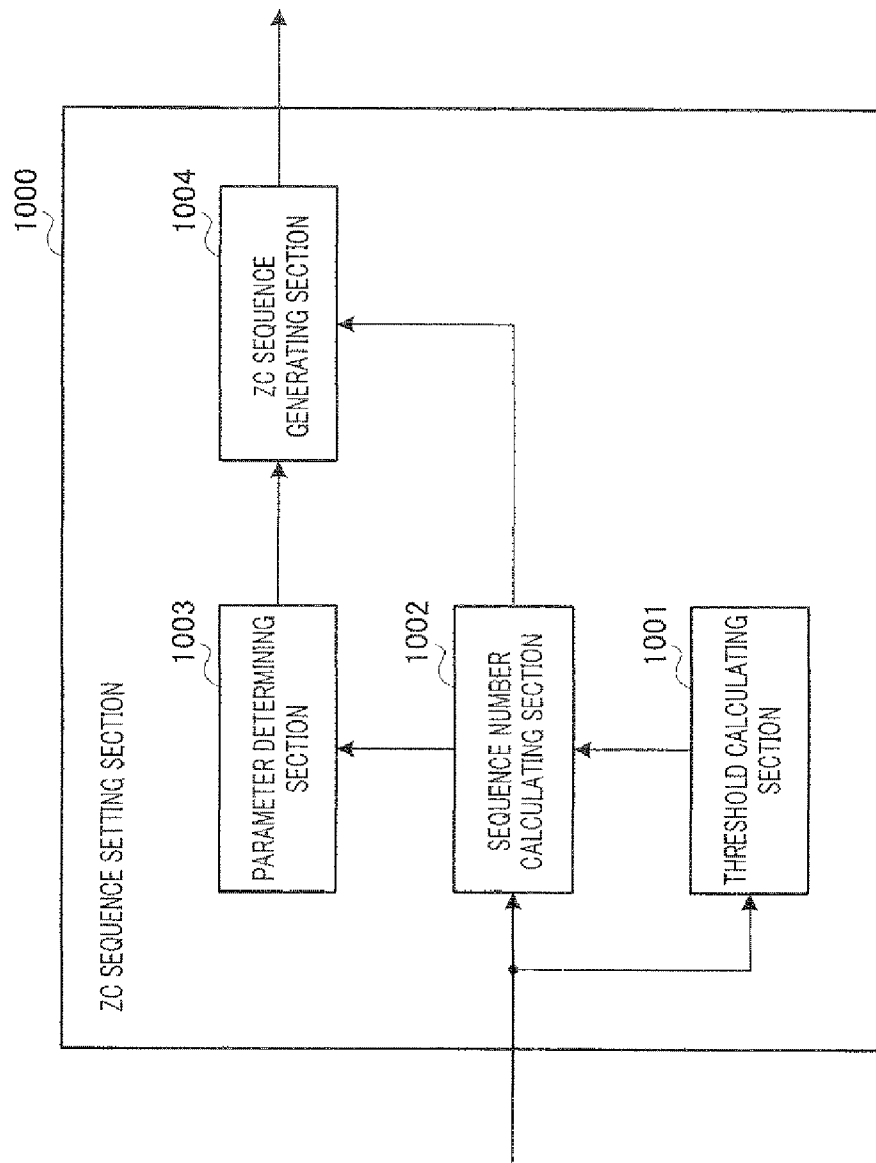 1000
ZC SEQUENCE SETTING SECTION
1003
PARAMETER DETERMINING
SECTION
1004
ZC SEQUENCE
GENERATING SECTION
1002
SEQUENCE NUMBER
CALCULATING SECTION
1001
THRESHOLD CALCULATING
SECTION